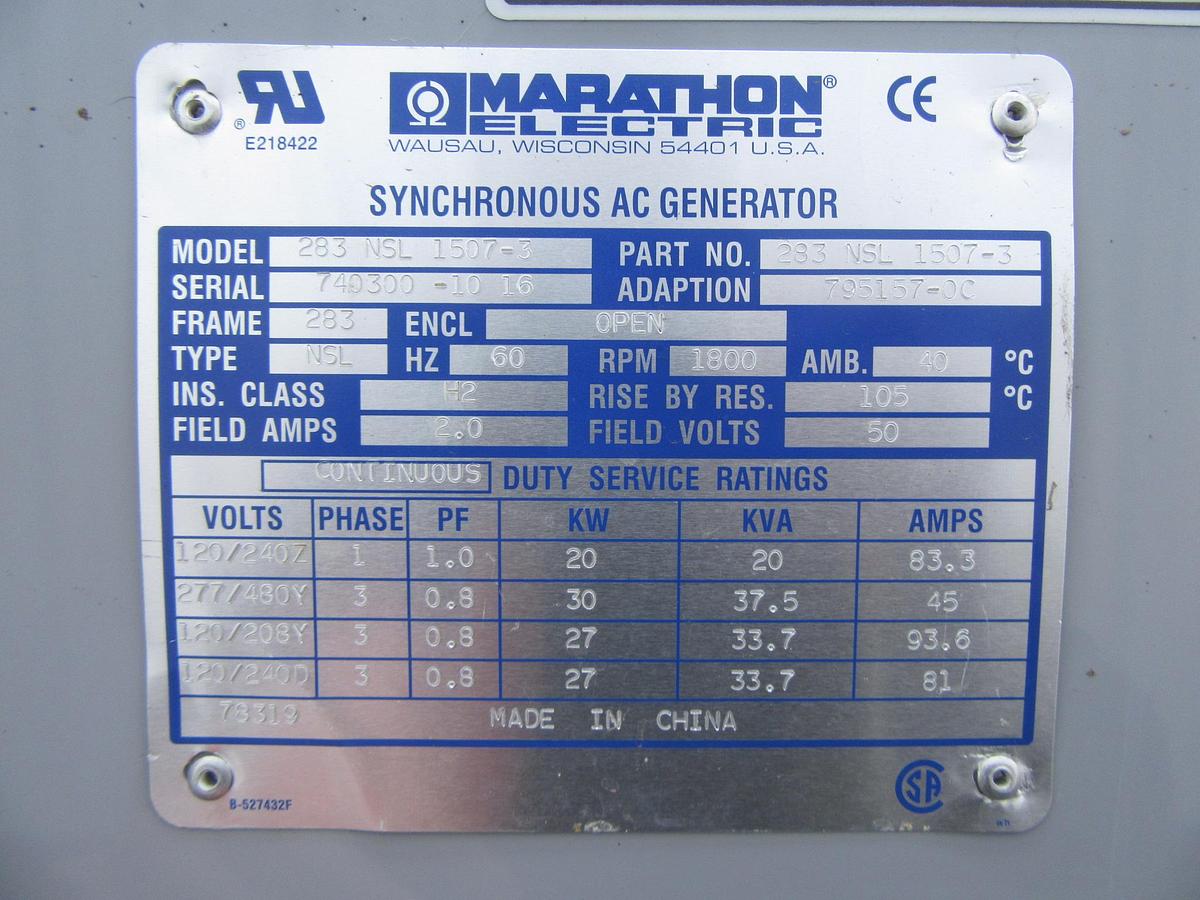 RU
® E218422
MARATHON®
ELECTRIC
WAUSAU, WISCONSIN 54401 U.S.A.
CE
SYNCHRONOUS AC GENERATOR
MODEL 283 NSL 1507-3 PART NO. 283 NSL 1507-3
SERIAL 740300 -10 16 ADAPTION 795157-0C
FRAME 283 ENCL OPEN
TYPE NSL HZ 60 RPM 1800 AMB. 40 °C
INS. CLASS H2 RISE BY RES. 105 °C
FIELD AMPS 2.0 FIELD VOLTS 50
CONTINUOUS DUTY SERVICE RATINGS
VOLTS PHASE PF KW KVA AMPS
120/240Z 1 1.0 20 20 83.3
277/480Y 3 0.8 30 37.5 45
120/208Y 3 0.8 27 33.7 93.6
120/240D 3 0.8 27 33.7 81
78319 MADE IN CHINA
B-527432F
SA